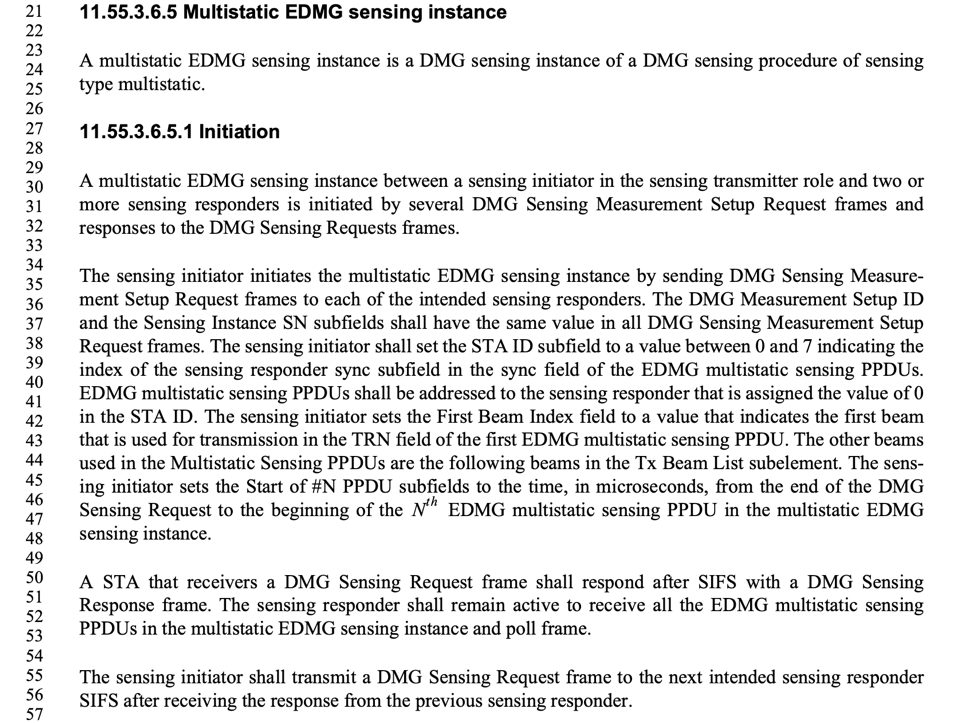 21 11.55.3.6.5 Multistatic EDMG sensing instance
22
23
24 A multistatic EDMG sensing instance is a DMG sensing instance of a DMG sensing procedure of sensing
25 type multistatic.
26
27 11.55.3.6.5.1 Initiation
28
29
30 A multistatic EDMG sensing instance between a sensing initiator in the sensing transmitter role and two or
31 more sensing responders is initiated by several DMG Sensing Measurement Setup Request frames and
32 responses to the DMG Sensing Requests frames.
33
34
35 The sensing initiator initiates the multistatic EDMG sensing instance by sending DMG Sensing Measure-
36 ment Setup Request frames to each of the intended sensing responders. The DMG Measurement Setup ID
37 and the Sensing Instance SN subfields shall have the same value in all DMG Sensing Measurement Setup
38 Request frames. The sensing initiator shall set the STA ID subfield to a value between 0 and 7 indicating the
39 index of the sensing responder sync subfield in the sync field of the EDMG multistatic sensing PPDUs.
40
41 EDMG multistatic sensing PPDUs shall be addressed to the sensing responder that is assigned the value of 0
42 in the STA ID. The sensing initiator sets the First Beam Index field to a value that indicates the first beam
43 that is used for transmission in the TRN field of the first EDMG multistatic sensing PPDU. The other beams
44 used in the Multistatic Sensing PPDUs are the following beams in the Tx Beam List subelement. The sens-
45 ing initiator sets the Start of #N PPDU subfields to the time, in microseconds, from the end of the DMG
46
47 Sensing Request to the beginning of the Nth EDMG multistatic sensing PPDU in the multistatic EDMG
48 sensing instance.
49
50 A STA that receivers a DMG Sensing Request frame shall respond after SIFS with a DMG Sensing
51 Response frame. The sensing responder shall remain active to receive all the EDMG multistatic sensing
52
53 PPDUs in the multistatic EDMG sensing instance and poll frame.
54
55 The sensing initiator shall transmit a DMG Sensing Request frame to the next intended sensing responder
56 SIFS after receiving the response from the previous sensing responder.
57